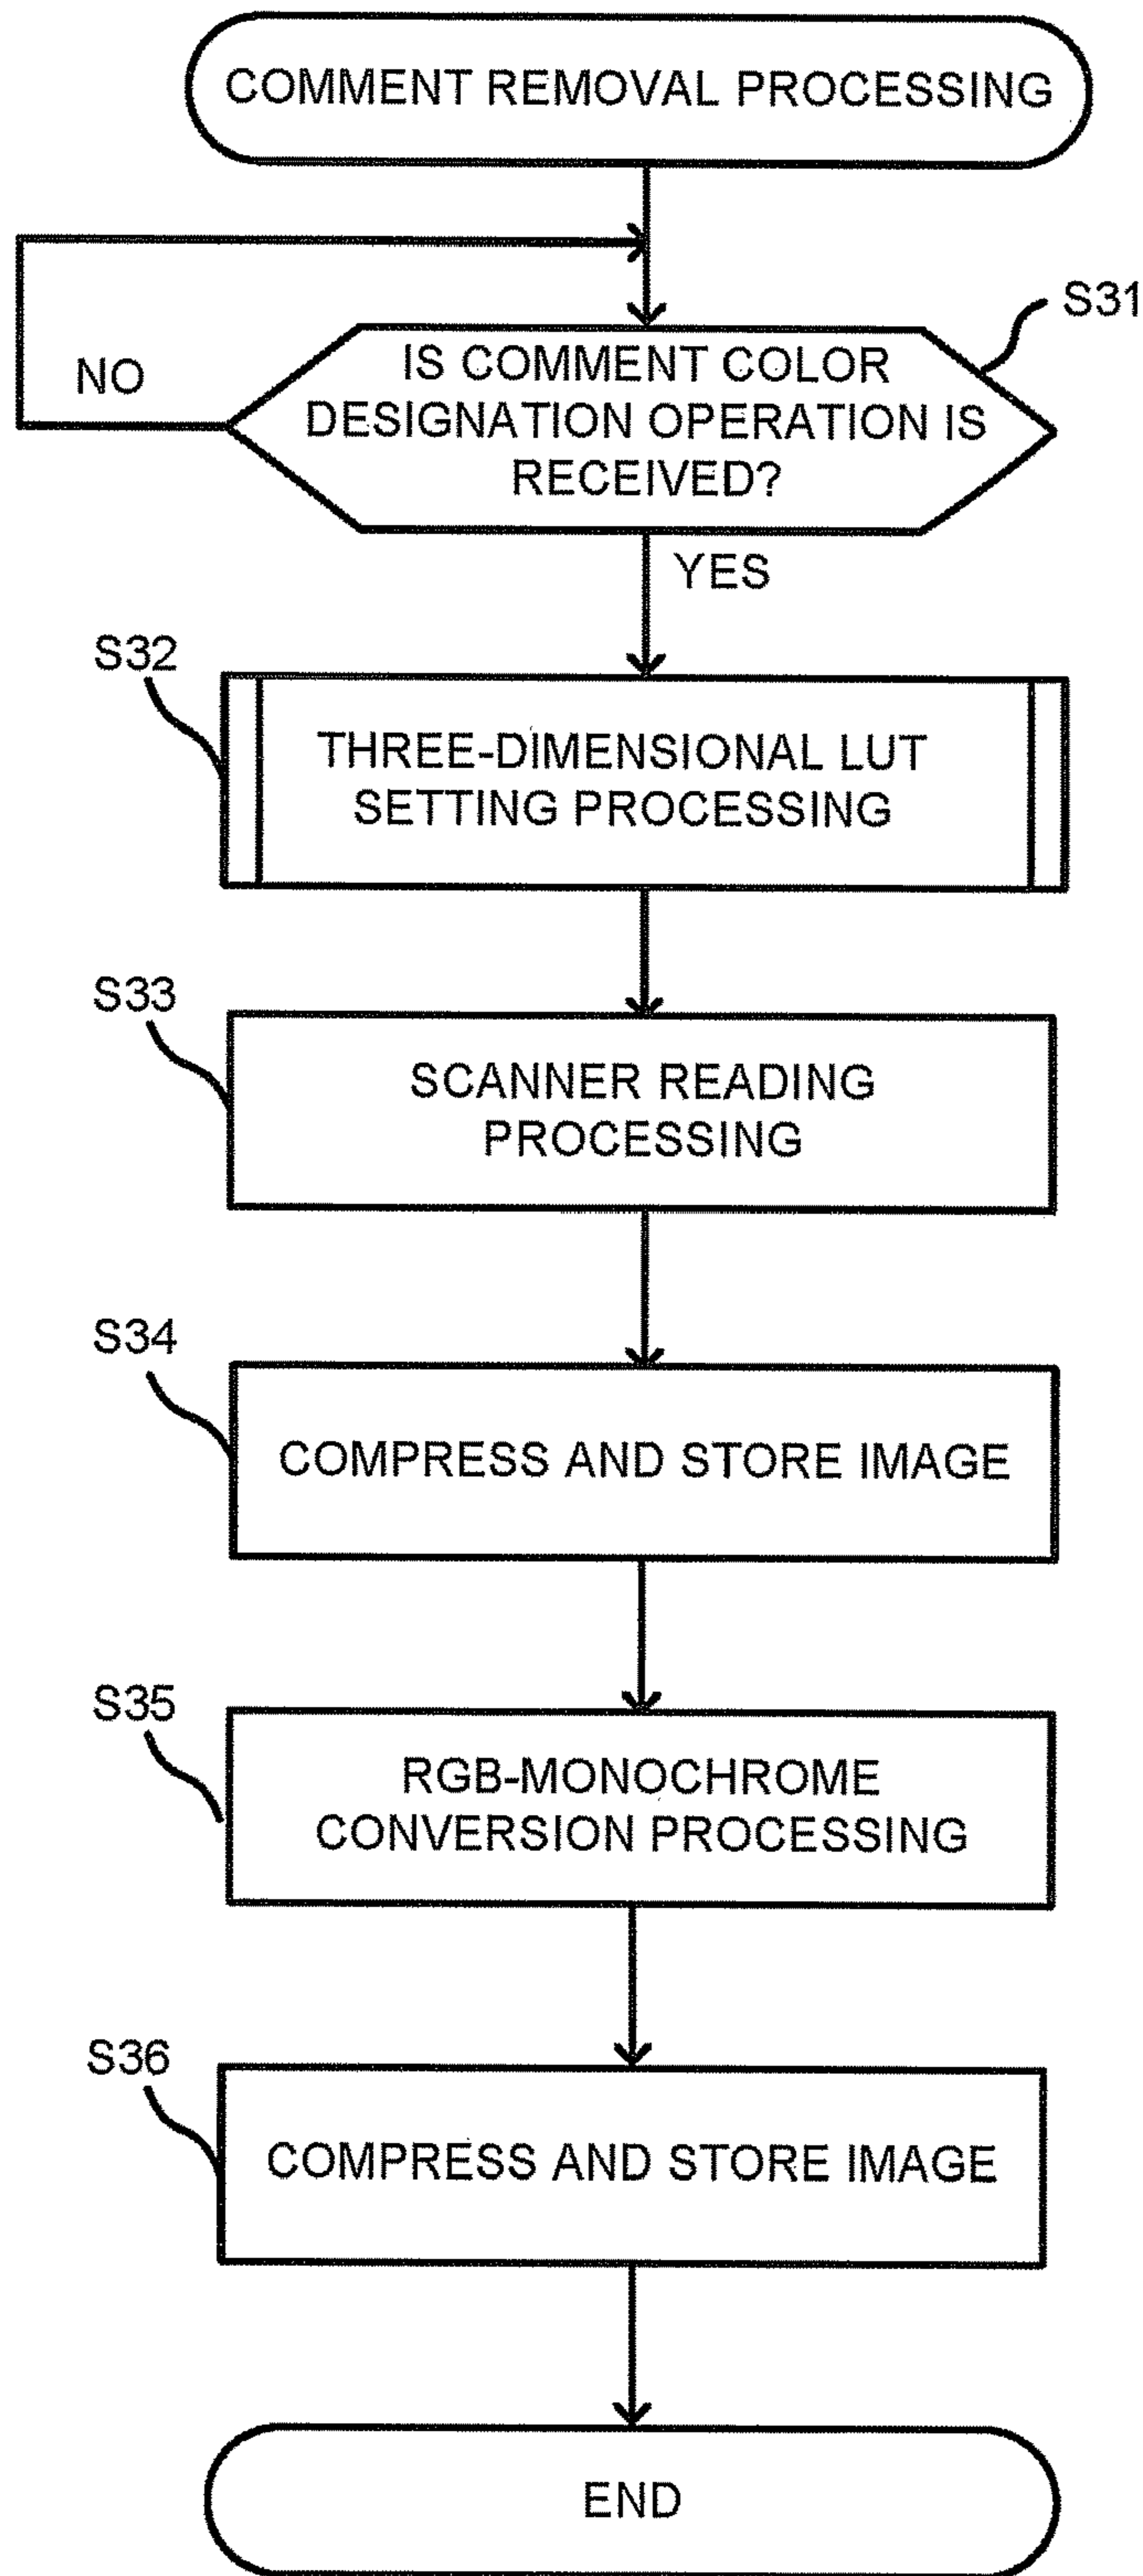 COMMENT REMOVAL PROCESSING
S31
IS COMMENT COLOR
DESIGNATION OPERATION IS
RECEIVED?
NO
YES
S32
THREE-DIMENSIONAL LUT
SETTING PROCESSING
S33
SCANNER READING
PROCESSING
S34
COMPRESS AND STORE IMAGE
S35
RGB-MONOCHROME
CONVERSION PROCESSING
S36
COMPRESS AND STORE IMAGE
END